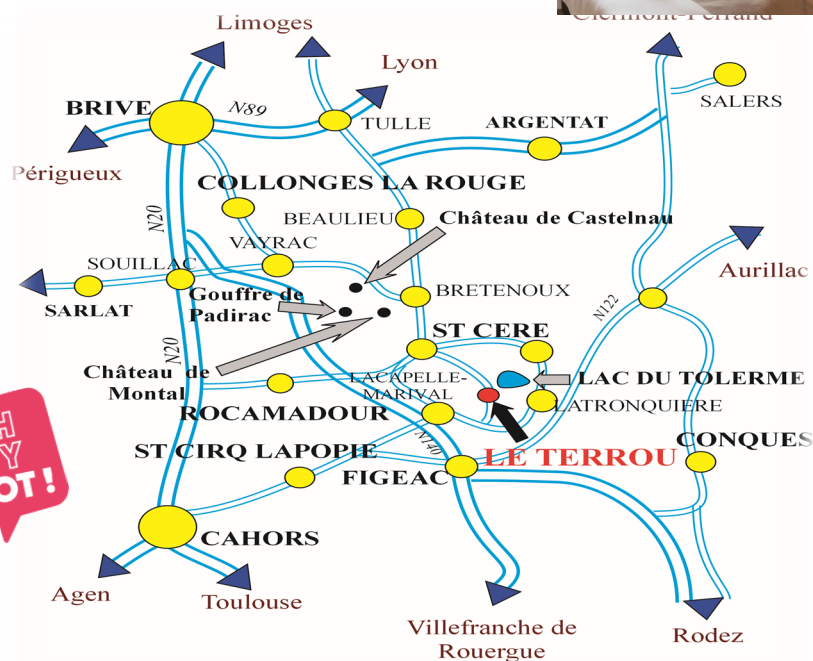 Clermont-Ferrand
Limoges
Lyon
BRIVE
N89
TULLE
SALERS
ARGENTAT
Périgueux
COLLONGES LA ROUGE
N20
BEAULIEU
Château de Castelnau
VAYRAC
Aurillac
SOUILLAC
SARLAT
Gouffre de
Padirac
BRETENOUX
N122
ST CERE
N20
Château de
Montal
LACAPELLE-
MARIVAL
LAC DU TOLERME
ROCAMADOUR
LATRONQUIERE
N140
CONQUES
ST CIRQ LAPOPIE
FIGEAC
LE TERROU
H
Y
OT !
CAHORS
Agen
Toulouse
Villefranche de
Rouergue
Rodez